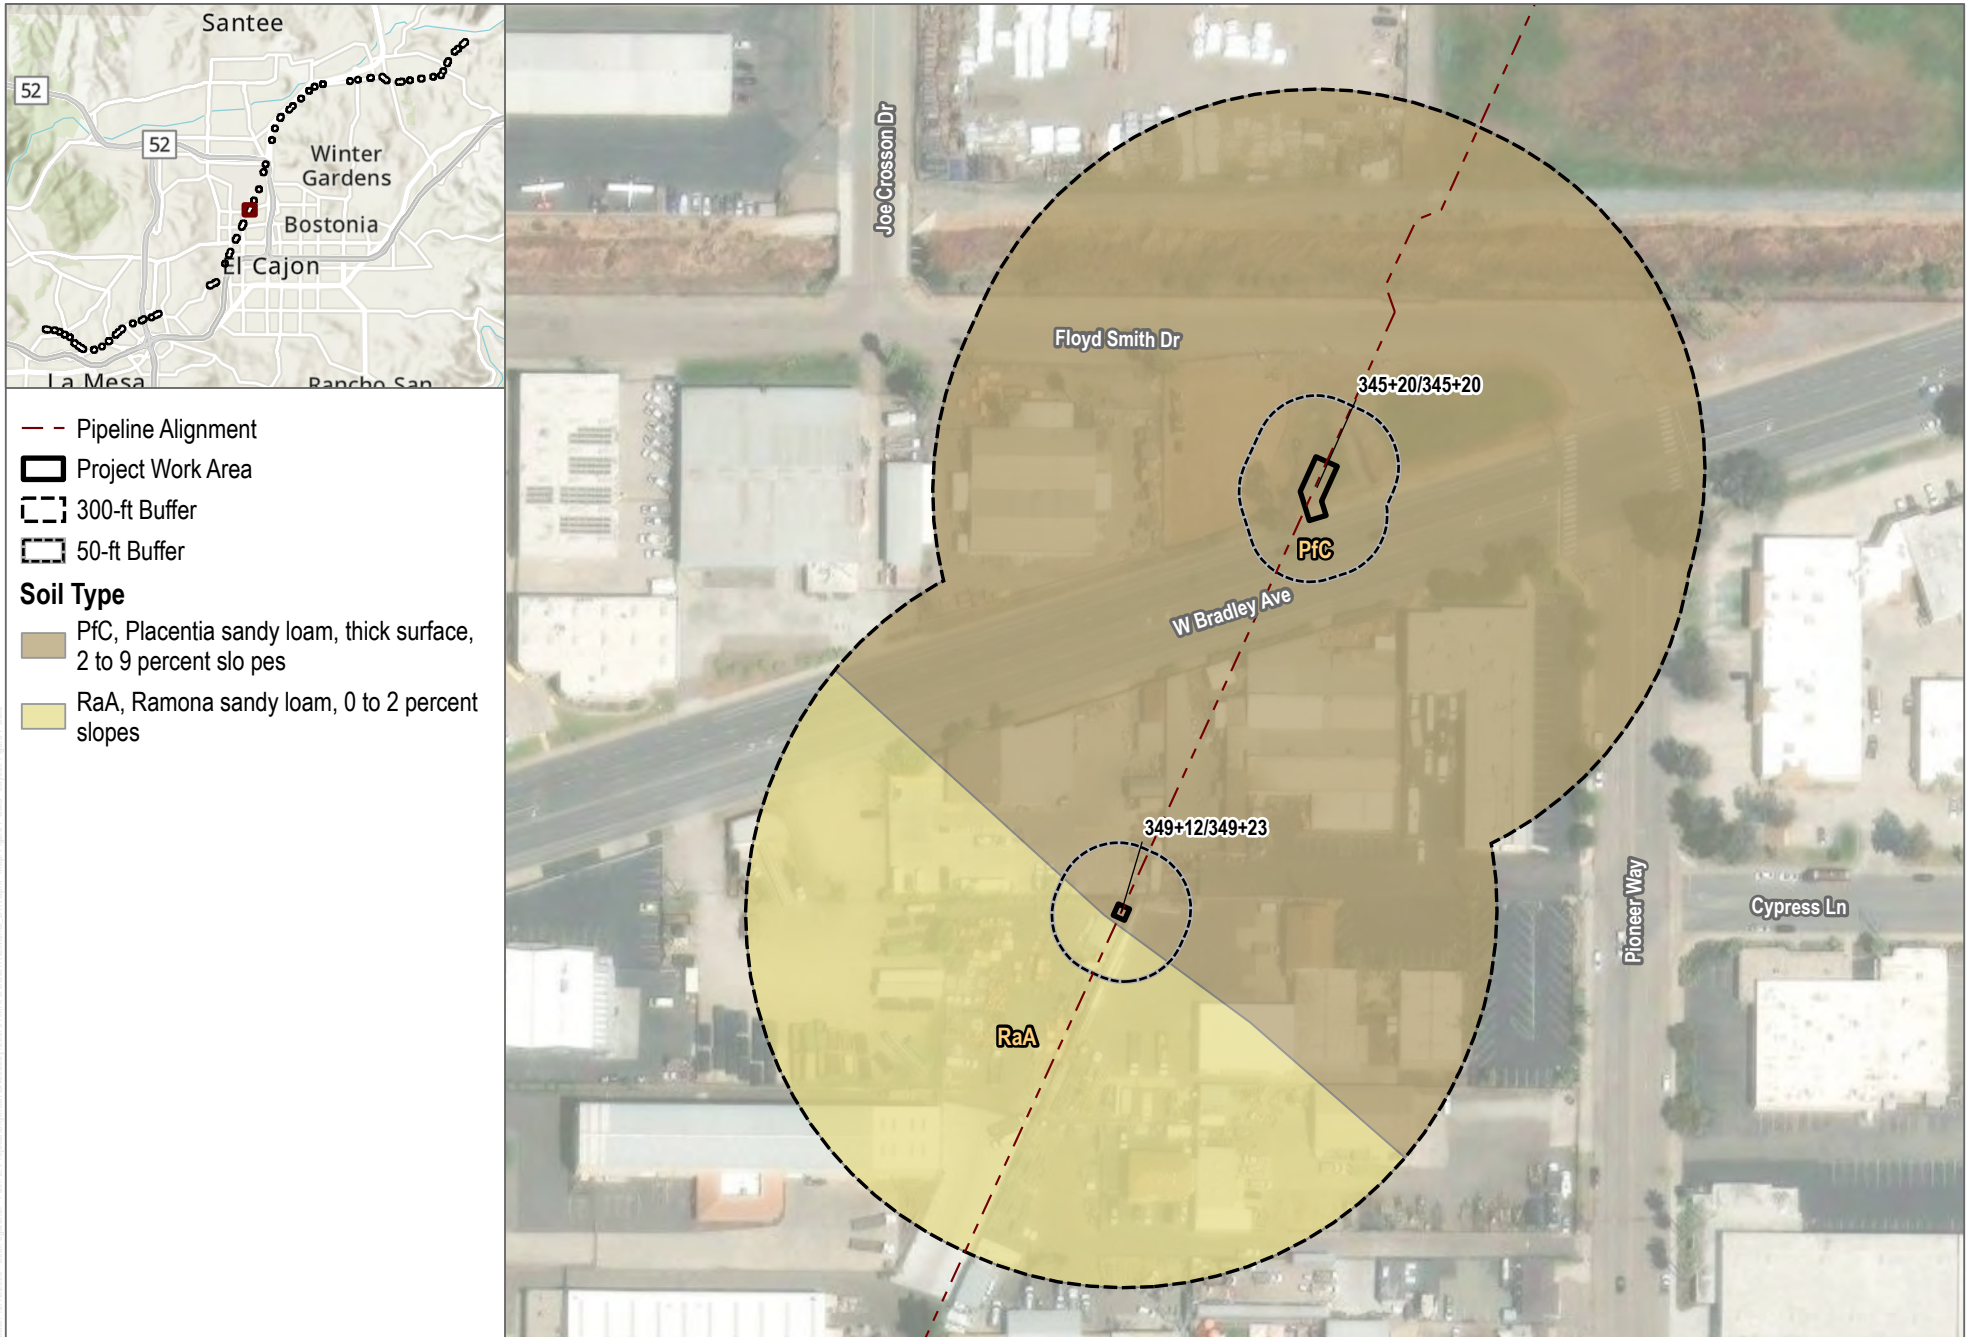 Santee
52
52
Winter
Gardens
Bostonia
El Cajon
La Mesa
Rancho San
Pipeline Alignment
Project Work Area
300-ft Buffer
50-ft Buffer
Soil Type
PfC, Placentia sandy loam, thick surface,
2 to 9 percent slo pes
RaA, Ramona sandy loam, 0 to 2 percent
slopes
Joe Crosson Dr
Floyd Smith Dr
345+20/345+20
PfC
W Bradley Ave
349+12/349+23
Pioneer Way
Cypress Ln
RaA